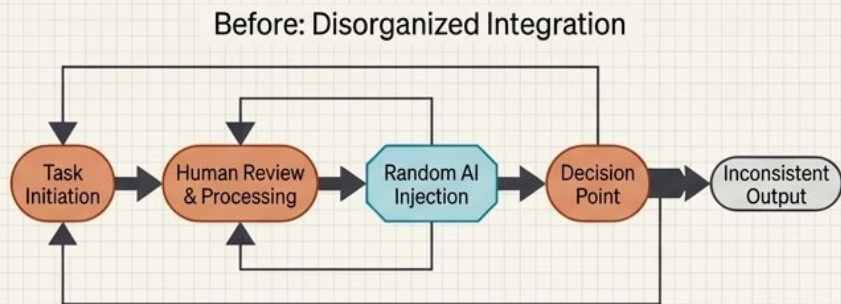 Before: Disorganized Integration
Task
Initiation
Human Review
& Processing
Random AI
Injection
Decision
Point
Inconsistent
Output